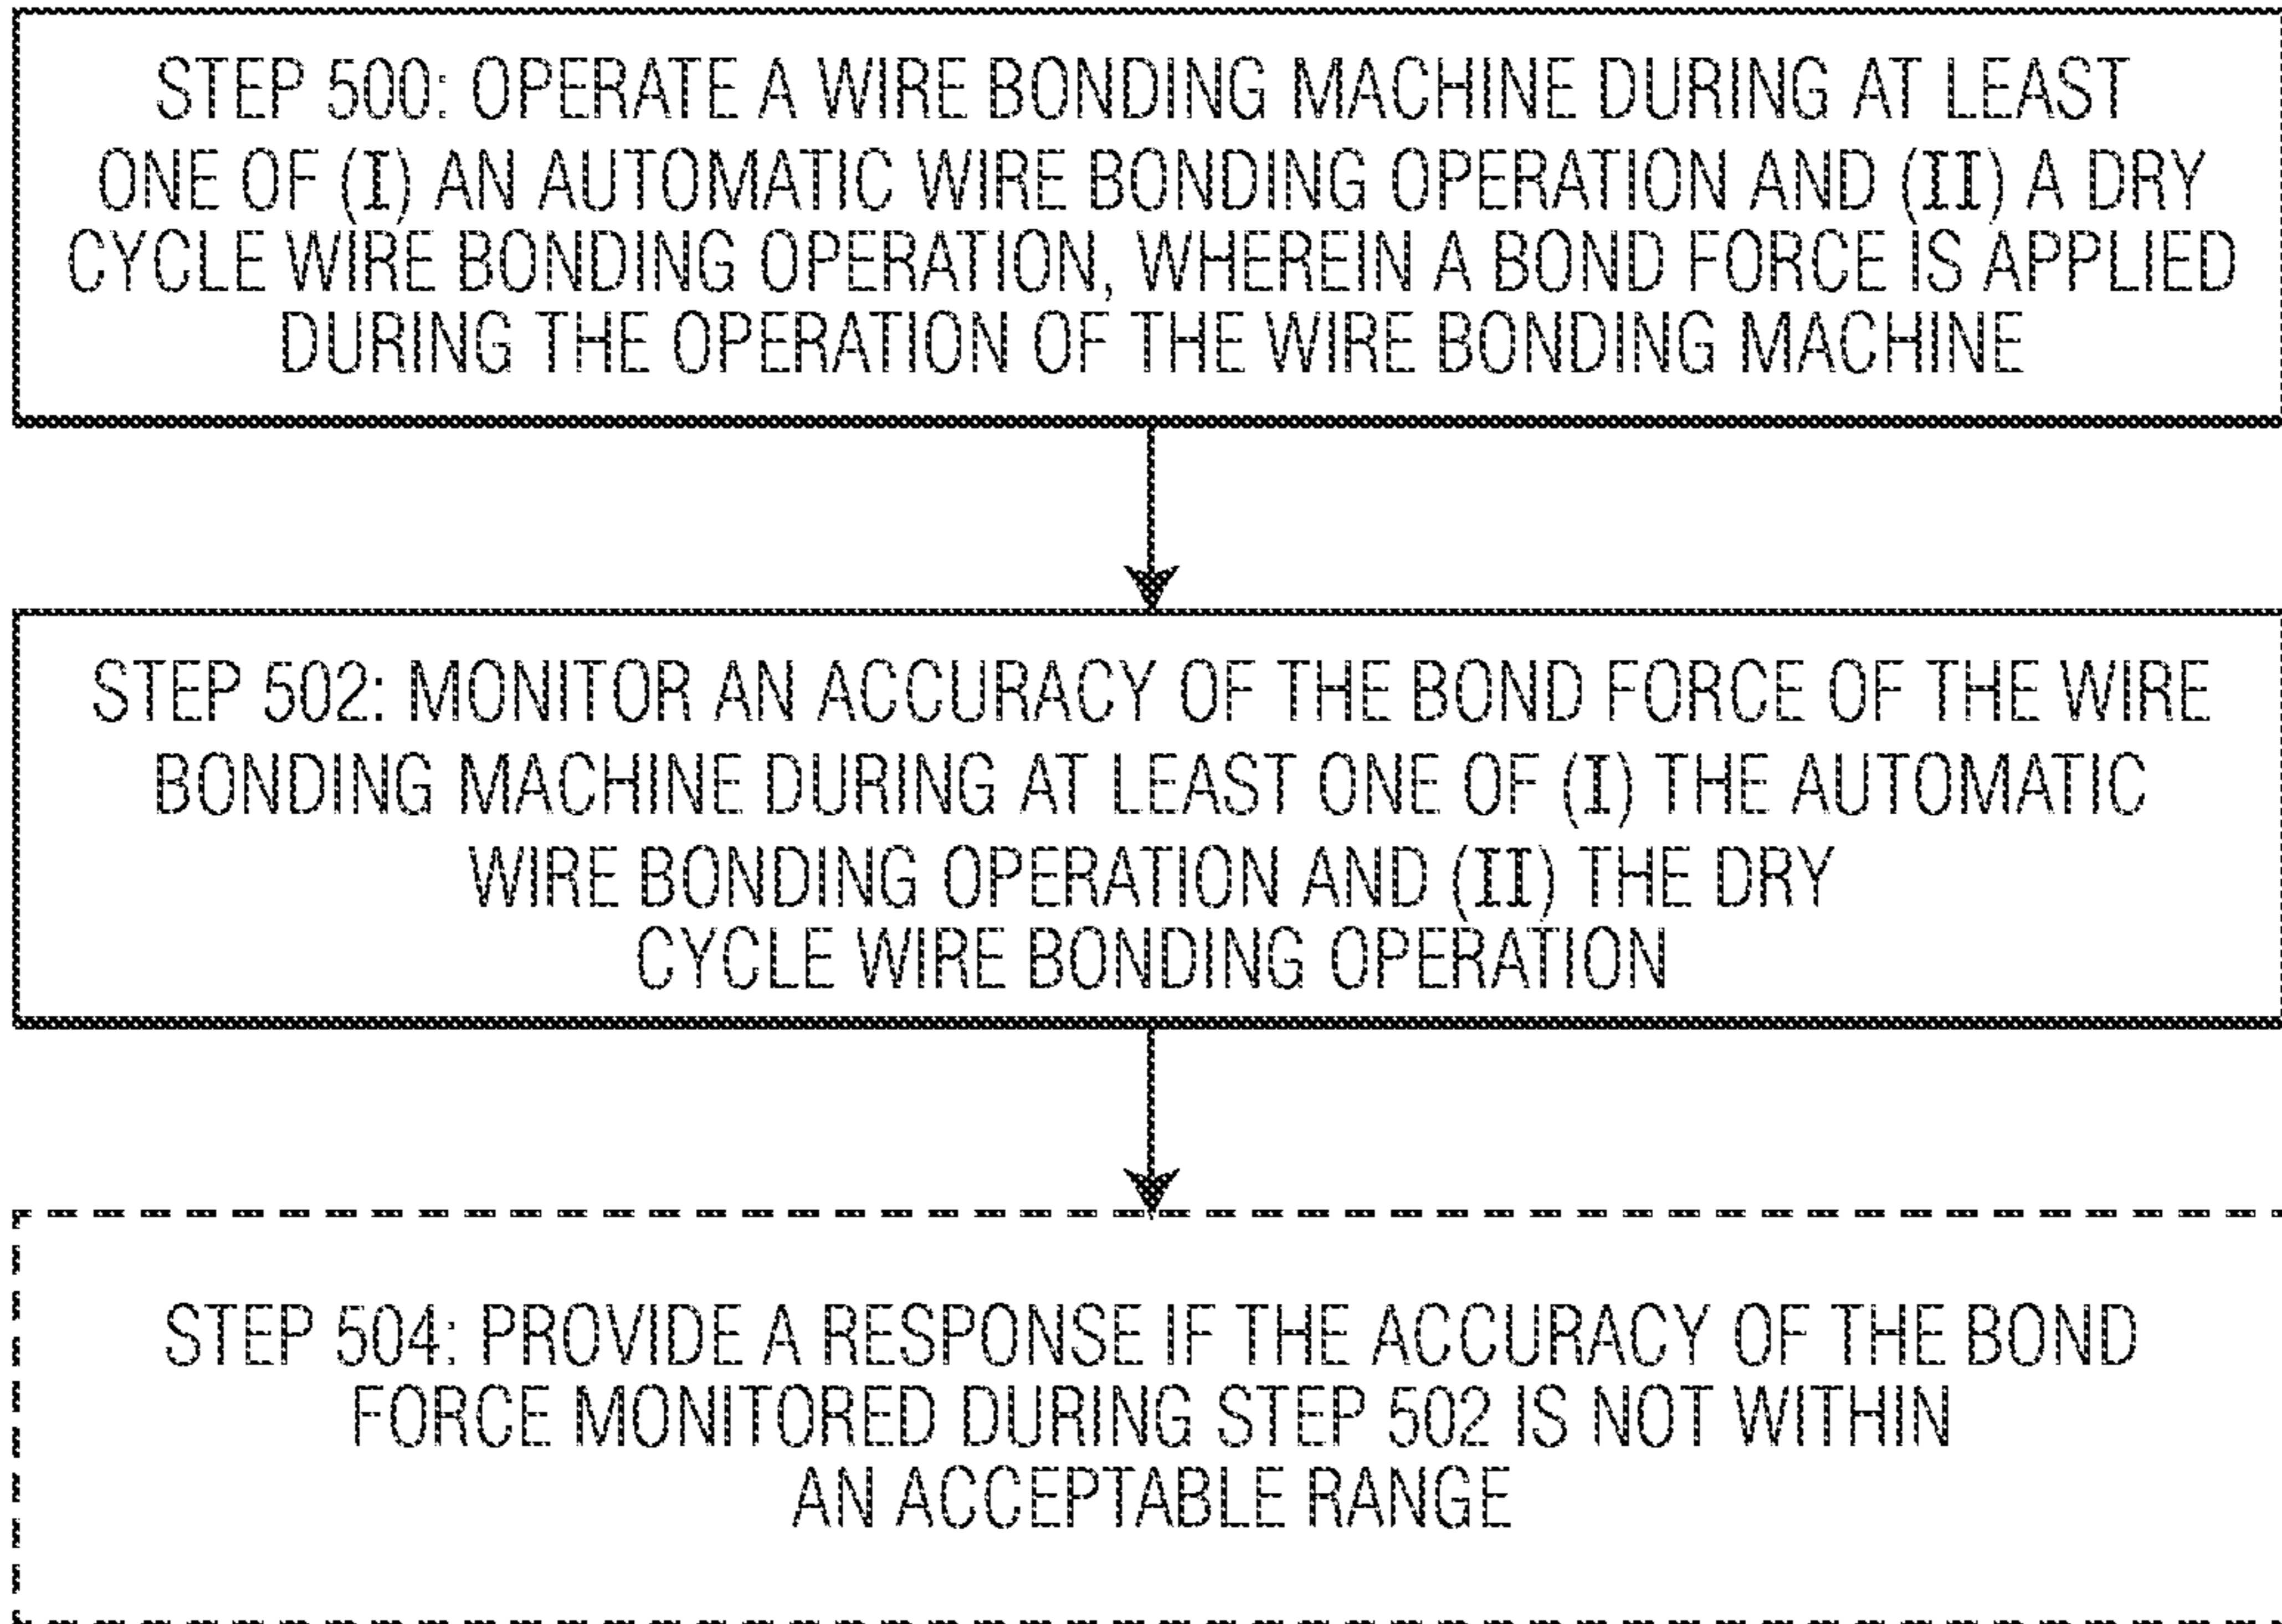 STEP 500: OPERATE A WIRE BONDING MACHINE DURING AT LEAST
ONE OF (I) AN AUTOMATIC WIRE BONDING OPERATION AND (II) A DRY
CYCLE WIRE BONDING OPERATION, WHEREIN A BOND FORCE IS APPLIED
DURING THE OPERATION OF THE WIRE BONDING MACHINE
STEP 502: MONITOR AN ACCURACY OF THE BOND FORCE OF THE WIRE
BONDING MACHINE DURING AT LEAST ONE OF (I) THE AUTOMATIC
WIRE BONDING OPERATION AND (II) THE DRY
CYCLE WIRE BONDING OPERATION
STEP 504: PROVIDE A RESPONSE IF THE ACCURACY OF THE BOND
FORCE MONITORED DURING STEP 502 IS NOT WITHIN
AN ACCEPTABLE RANGE